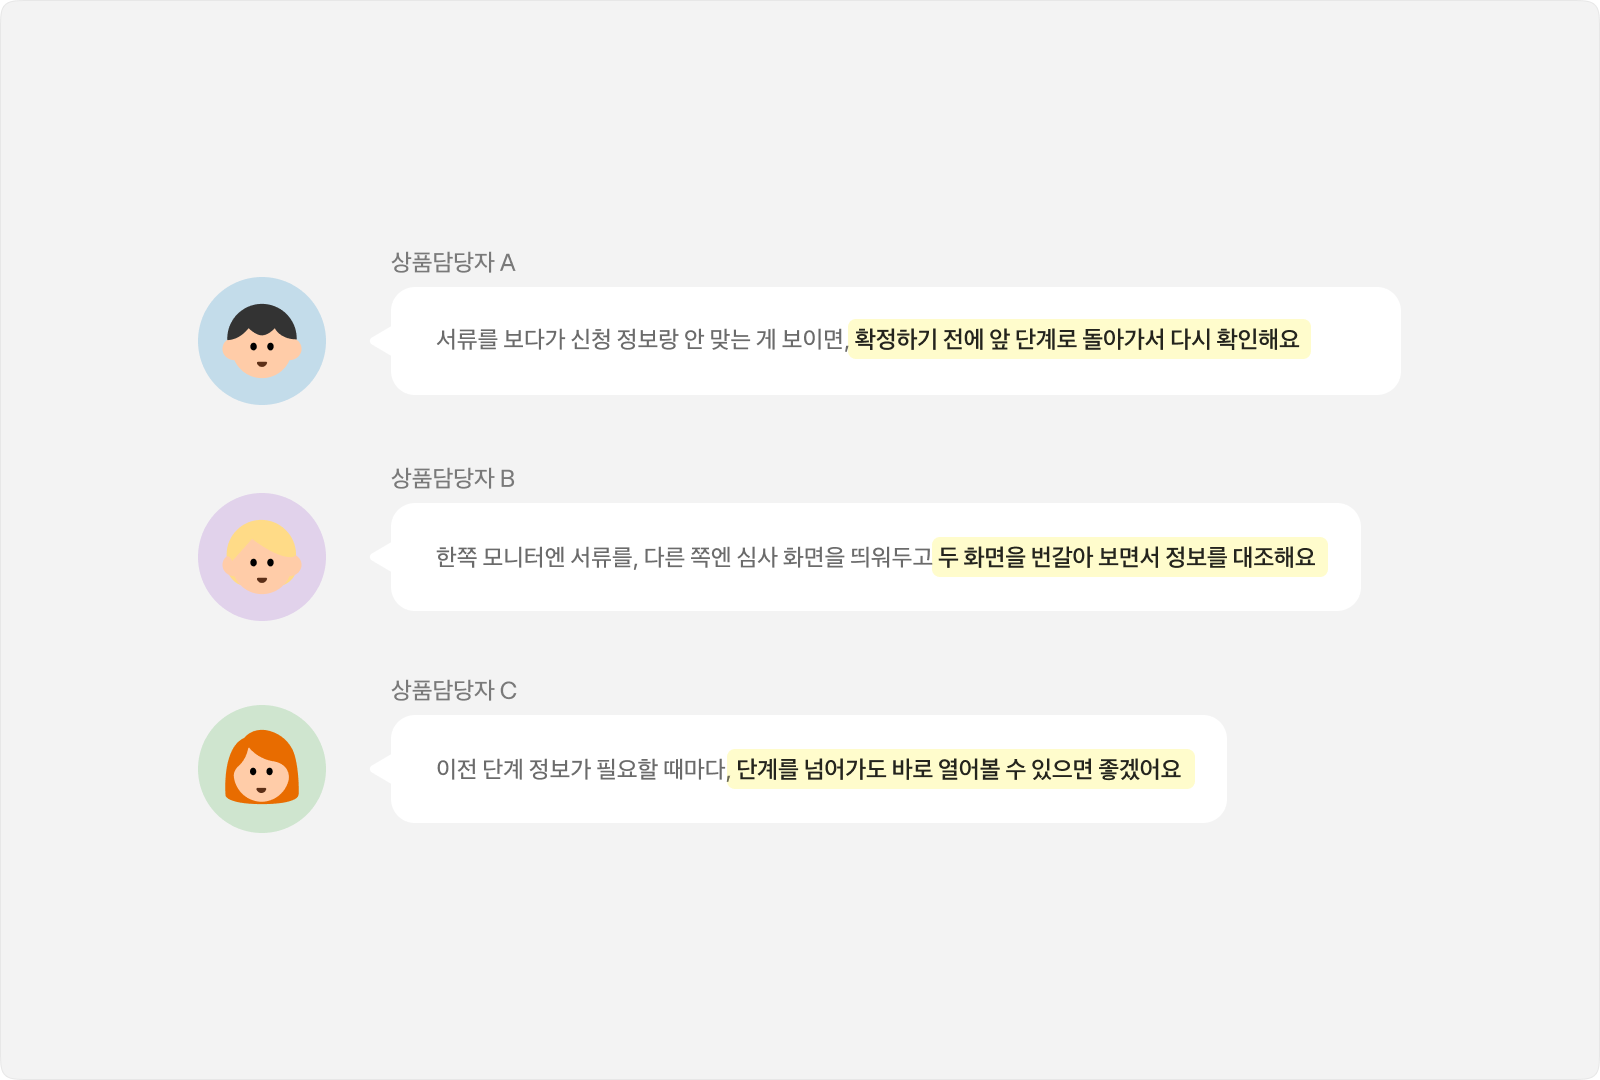 상품담당자 A
서류를 보다가 신청 정보랑 안 맞는 게 보이면, 확정하기 전에 앞 단계로 돌아가서 다시 확인해요
상품담당자 B
한쪽 모니터엔 서류를, 다른 쪽엔 심사 화면을 띄워두고 두 화면을 번갈아 보면서 정보를 대조해요
상품담당자 C
이전 단계 정보가 필요할 때마다, 단계를 넘어가도 바로 열어볼 수 있으면 좋겠어요